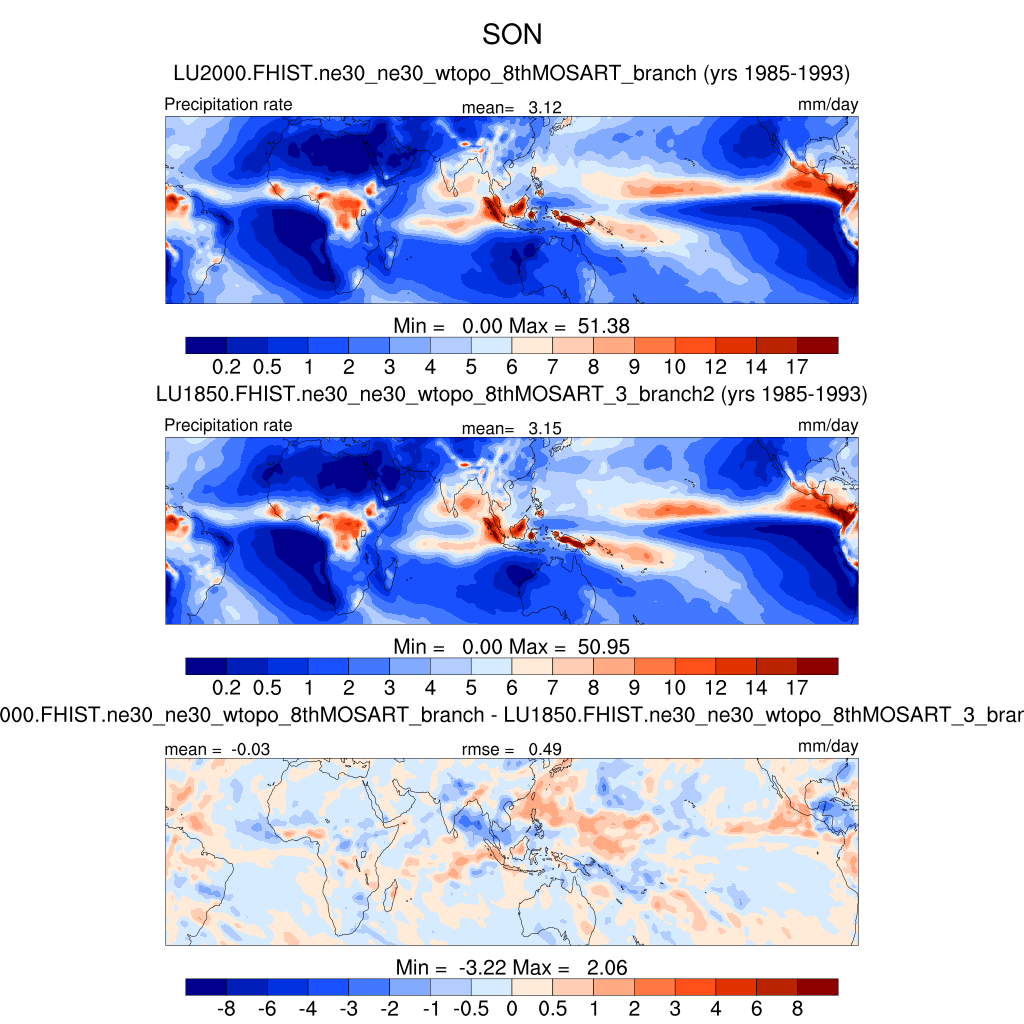 SON
LU2000.FHIST.ne30_ne30_wtopo_8thMOSART_branch (yrs 1985-1993)
Precipitation rate mean= 3.12 mm/day
Min = 0.00 Max = 51.38
0.2 0.5 1 2 3 4 5 6 7 8 9 10 12 14 17
LU1850.FHIST.ne30_ne30_wtopo_8thMOSART_3_branch2 (yrs 1985-1993)
Precipitation rate mean= 3.15 mm/day
Min = 0.00 Max = 50.95
0.2 0.5 1 2 3 4 5 6 7 8 9 10 12 14 17
000.FHIST.ne30_ne30_wtopo_8thMOSART_branch - LU1850.FHIST.ne30_ne30_wtopo_8thMOSART_3_bran
mean = -0.03 rmse = 0.49 mm/day
Min = -3.22 Max = 2.06
-8 -6 -4 -3 -2 -1 -0.5 0 0.5 1 2 3 4 6 8